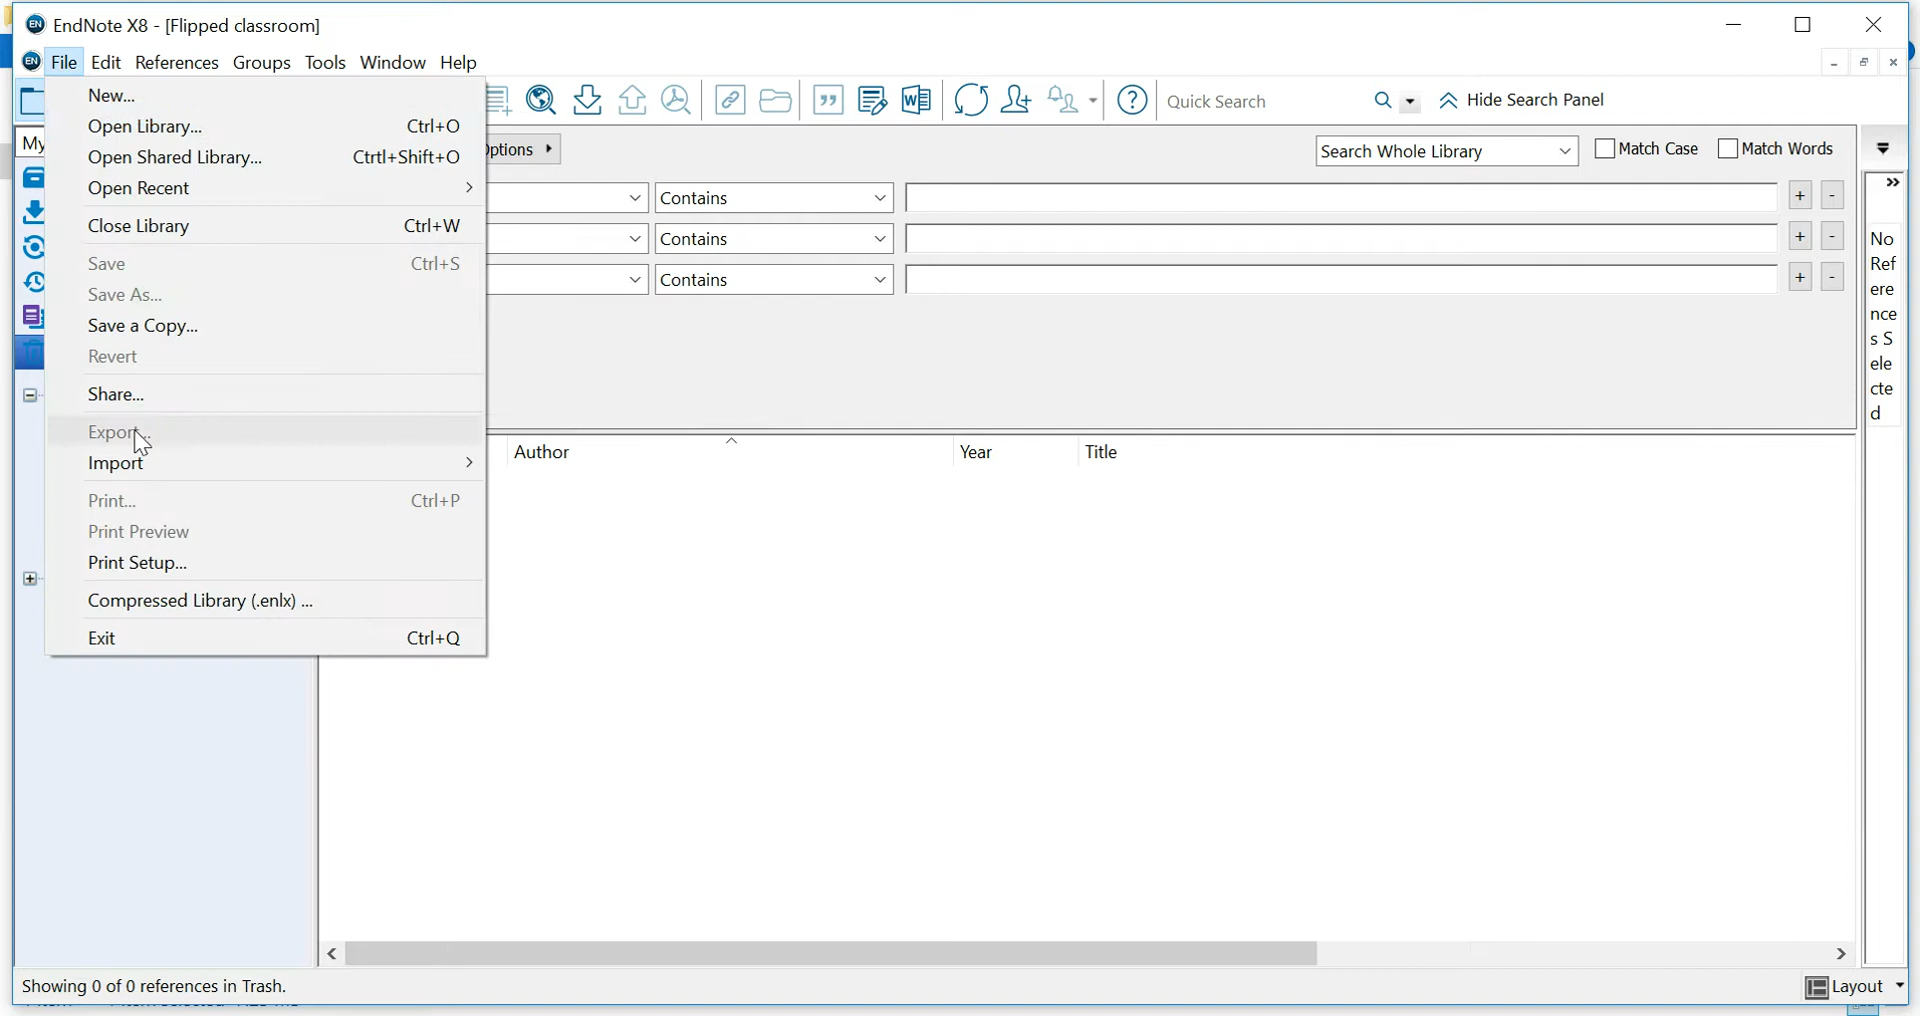 EndNote X8 - [Flipped classroom]
File Edit References Groups Tools Window Help
New...
Open Library... Ctrl+O
Open Shared Library... Ctrtl+Shift+O
Open Recent
Close Library Ctrl+W
Save Ctrl+S
Save As...
Save a Copy...
Revert
Share...
Export...
Import
Print... Ctrl+P
Print Preview
Print Setup...
Compressed Library (.enlx) ...
Exit Ctrl+Q
My
Quick Search
Hide Search Panel
ptions
Search Whole Library
Match Case
Match Words
Contains
+ -
Contains
+ -
Contains
+ -
Author Year Title
No
Ref
ere
nce
s S
ele
cte
d
Showing 0 of 0 references in Trash.
Layout